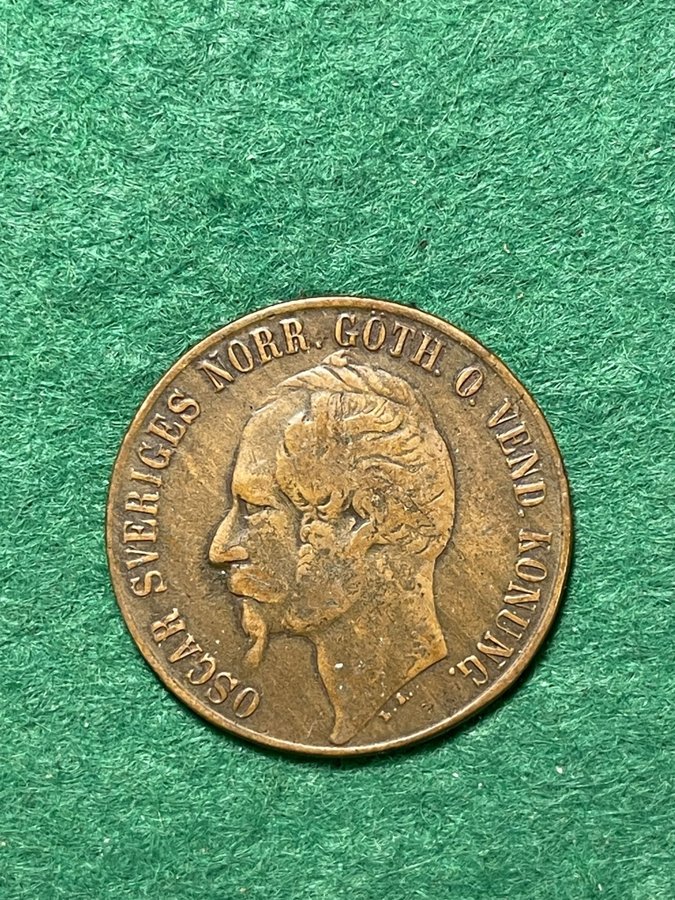 OSCAR SVERIGES NORR. GÖTH. O. VEND. KONUNG.
L. A.